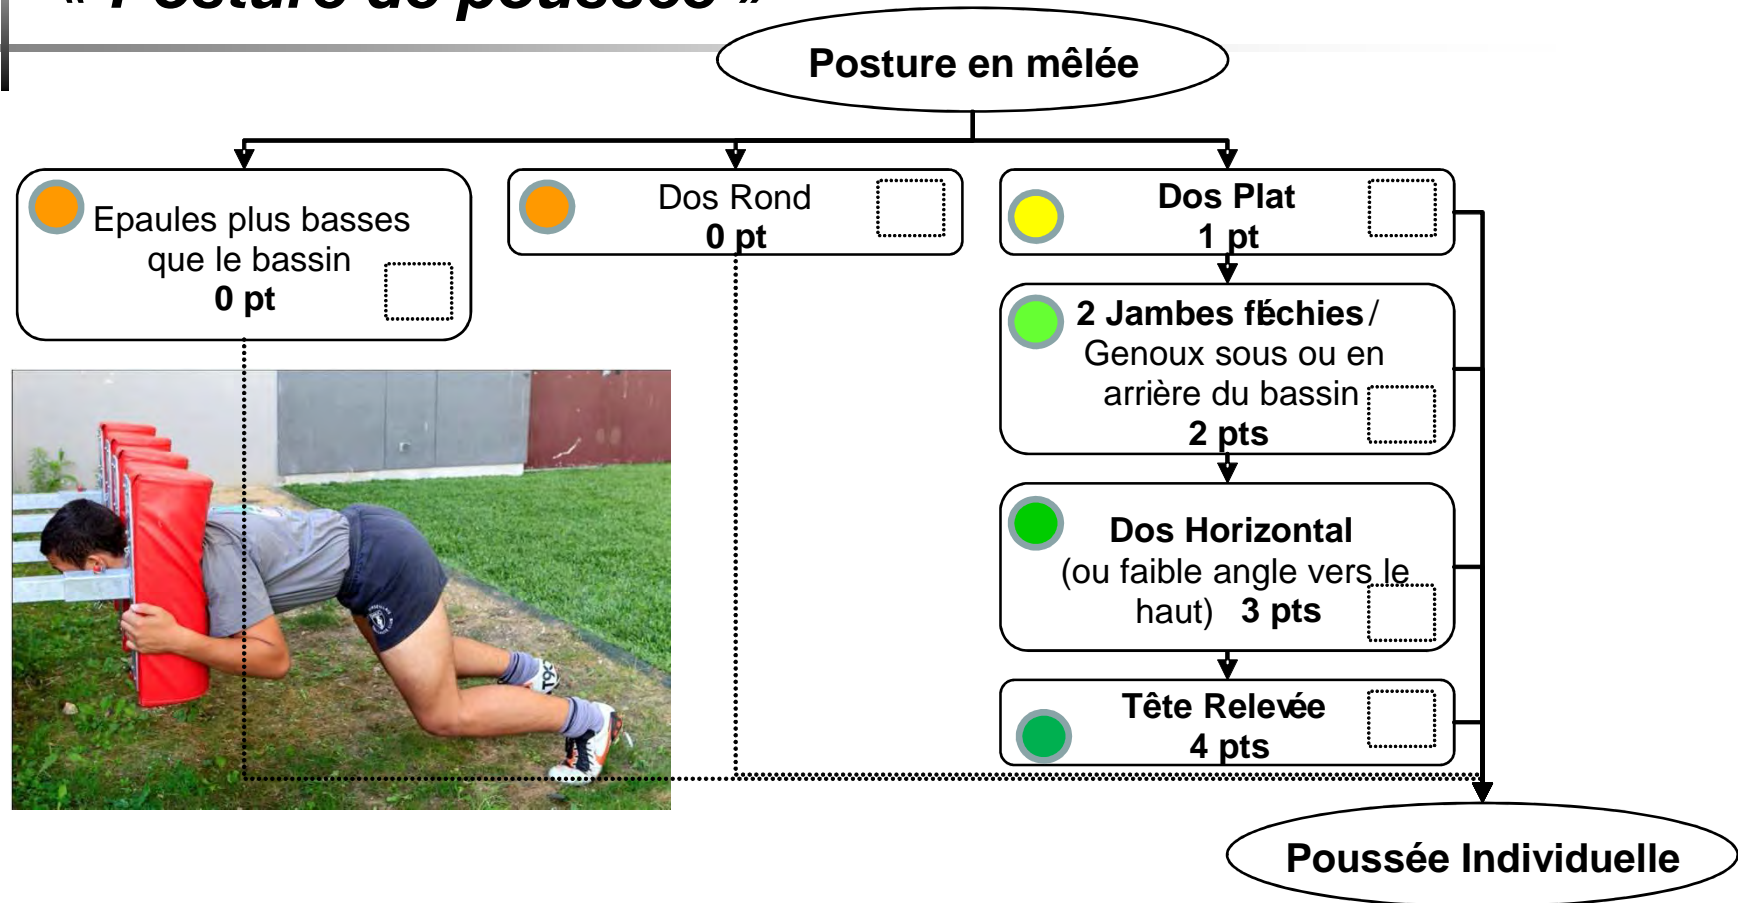 « Posture de poussée »
Posture en mêlée
Epaules plus basses
que le bassin
0 pt
Dos Rond
0 pt
Dos Plat
1 pt
2 Jambes fléchies /
Genoux sous ou en
arrière du bassin
2 pts
Dos Horizontal
(ou faible angle vers le
haut) 3 pts
Tête Relevée
4 pts
Poussée Individuelle